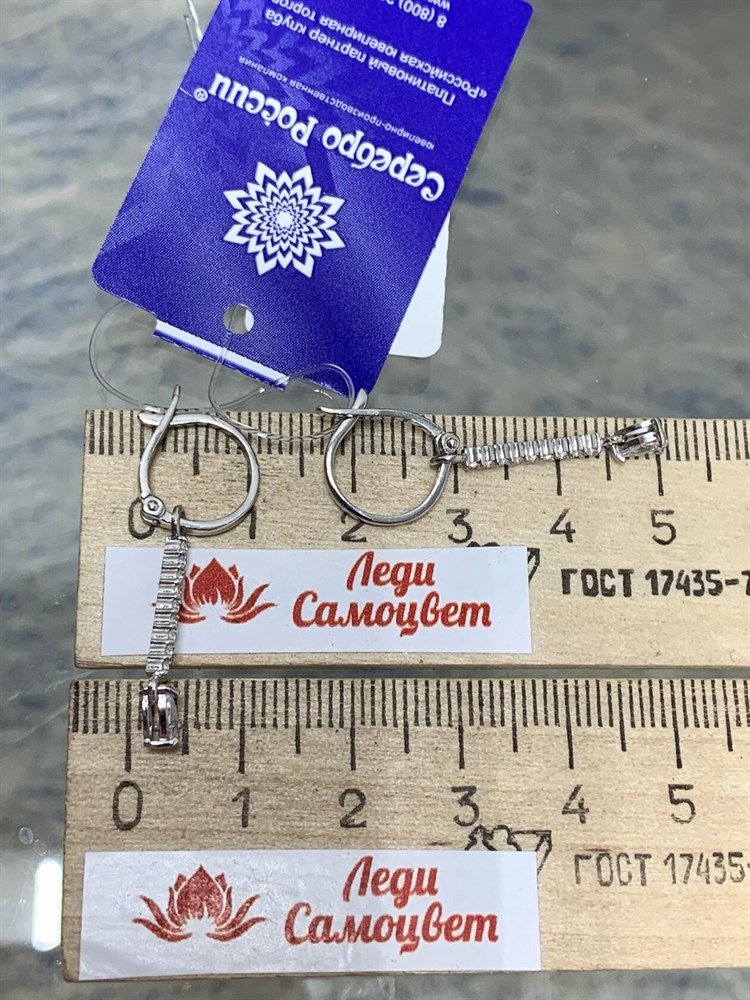 Серебро России®
ювелирно-производственная компания
Платиновый партнер клуба
«Российская ювелирная
8 (800)
0 1 2 3 4 5
Леди
Самоцвет
ГОСТ 17435-7
0 1 2 3 4 5
Леди
Самоцвет
ГОСТ 17435-